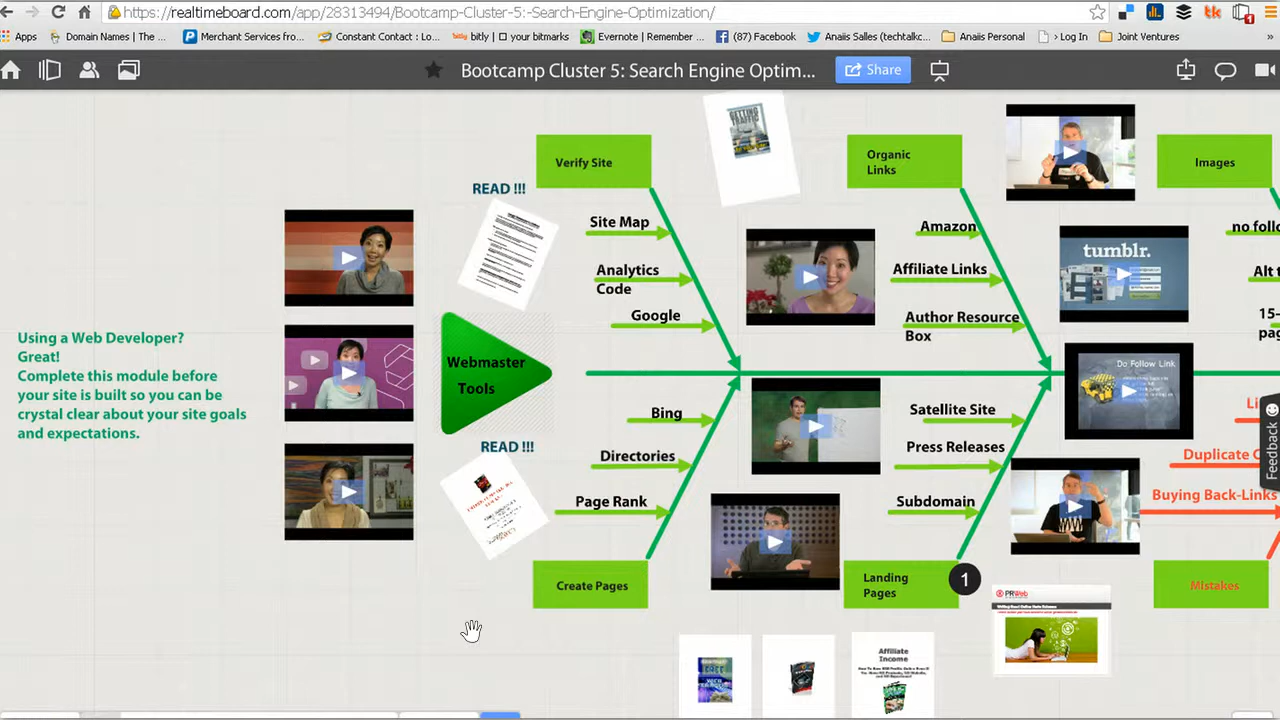 https://realtimeboard.com/app/28313494/Bootcamp-Cluster-5:-Search-Engine-Optimization/
Apps
Domain Names | The ...
Merchant Services fro...
Constant Contact : Lo...
bitly | □ your bitmarks
Evernote | Remember ...
(87) Facebook
Anaiis Salles (techtalkc...
Anaiis Personal
> Log In
Joint Ventures
»
Bootcamp Cluster 5: Search Engine Optim...
Share
Verify Site
Organic
Links
Images
READ !!!
Site Map
Analytics
Code
Google
Amazon
Affiliate Links
Author Resource
Box
tumblr.
no follo
Alt t
15-
pag
Using a Web Developer?
Great!
Complete this module before
your site is built so you can be
crystal clear about your site goals
and expectations.
Webmaster
Tools
Do Follow Link
READ !!!
Bing
Directories
Page Rank
Satellite Site
Press Releases
Subdomain
Li
Duplicate C
Buying Back-Links
Feedback
Create Pages
Landing
Pages
1
Mistakes
PRWeb
Affiliate
Income